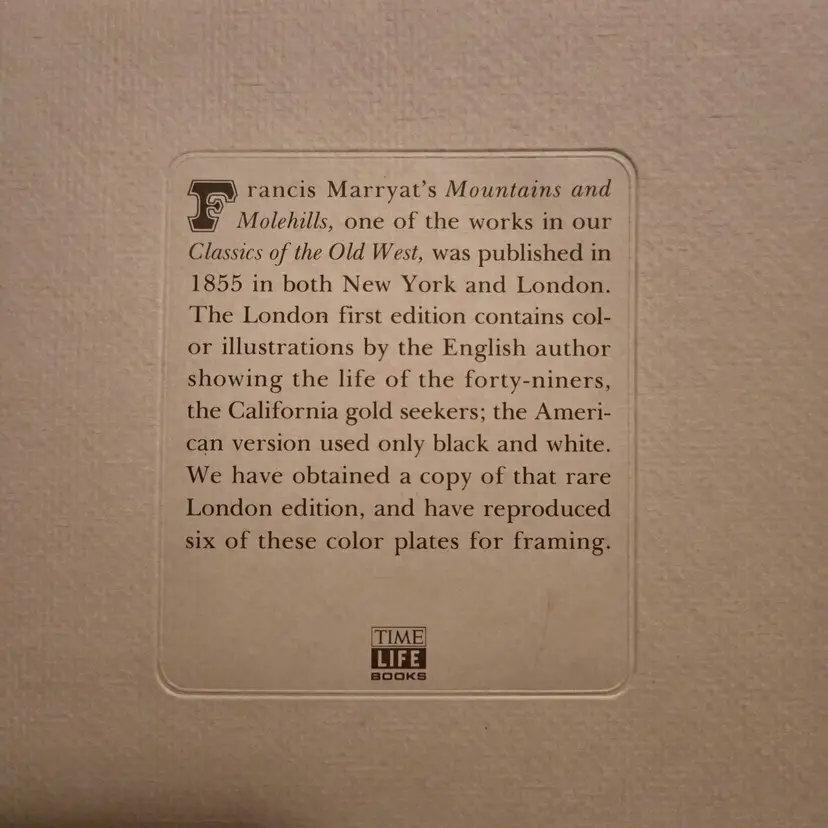 Francis Marryat's Mountains and
Molehills, one of the works in our
Classics of the Old West, was published in
1855 in both New York and London.
The London first edition contains col-
or illustrations by the English author
showing the life of the forty-niners,
the California gold seekers; the Ameri-
can version used only black and white.
We have obtained a copy of that rare
London edition, and have reproduced
six of these color plates for framing.
TIME
LIFE
BOOKS